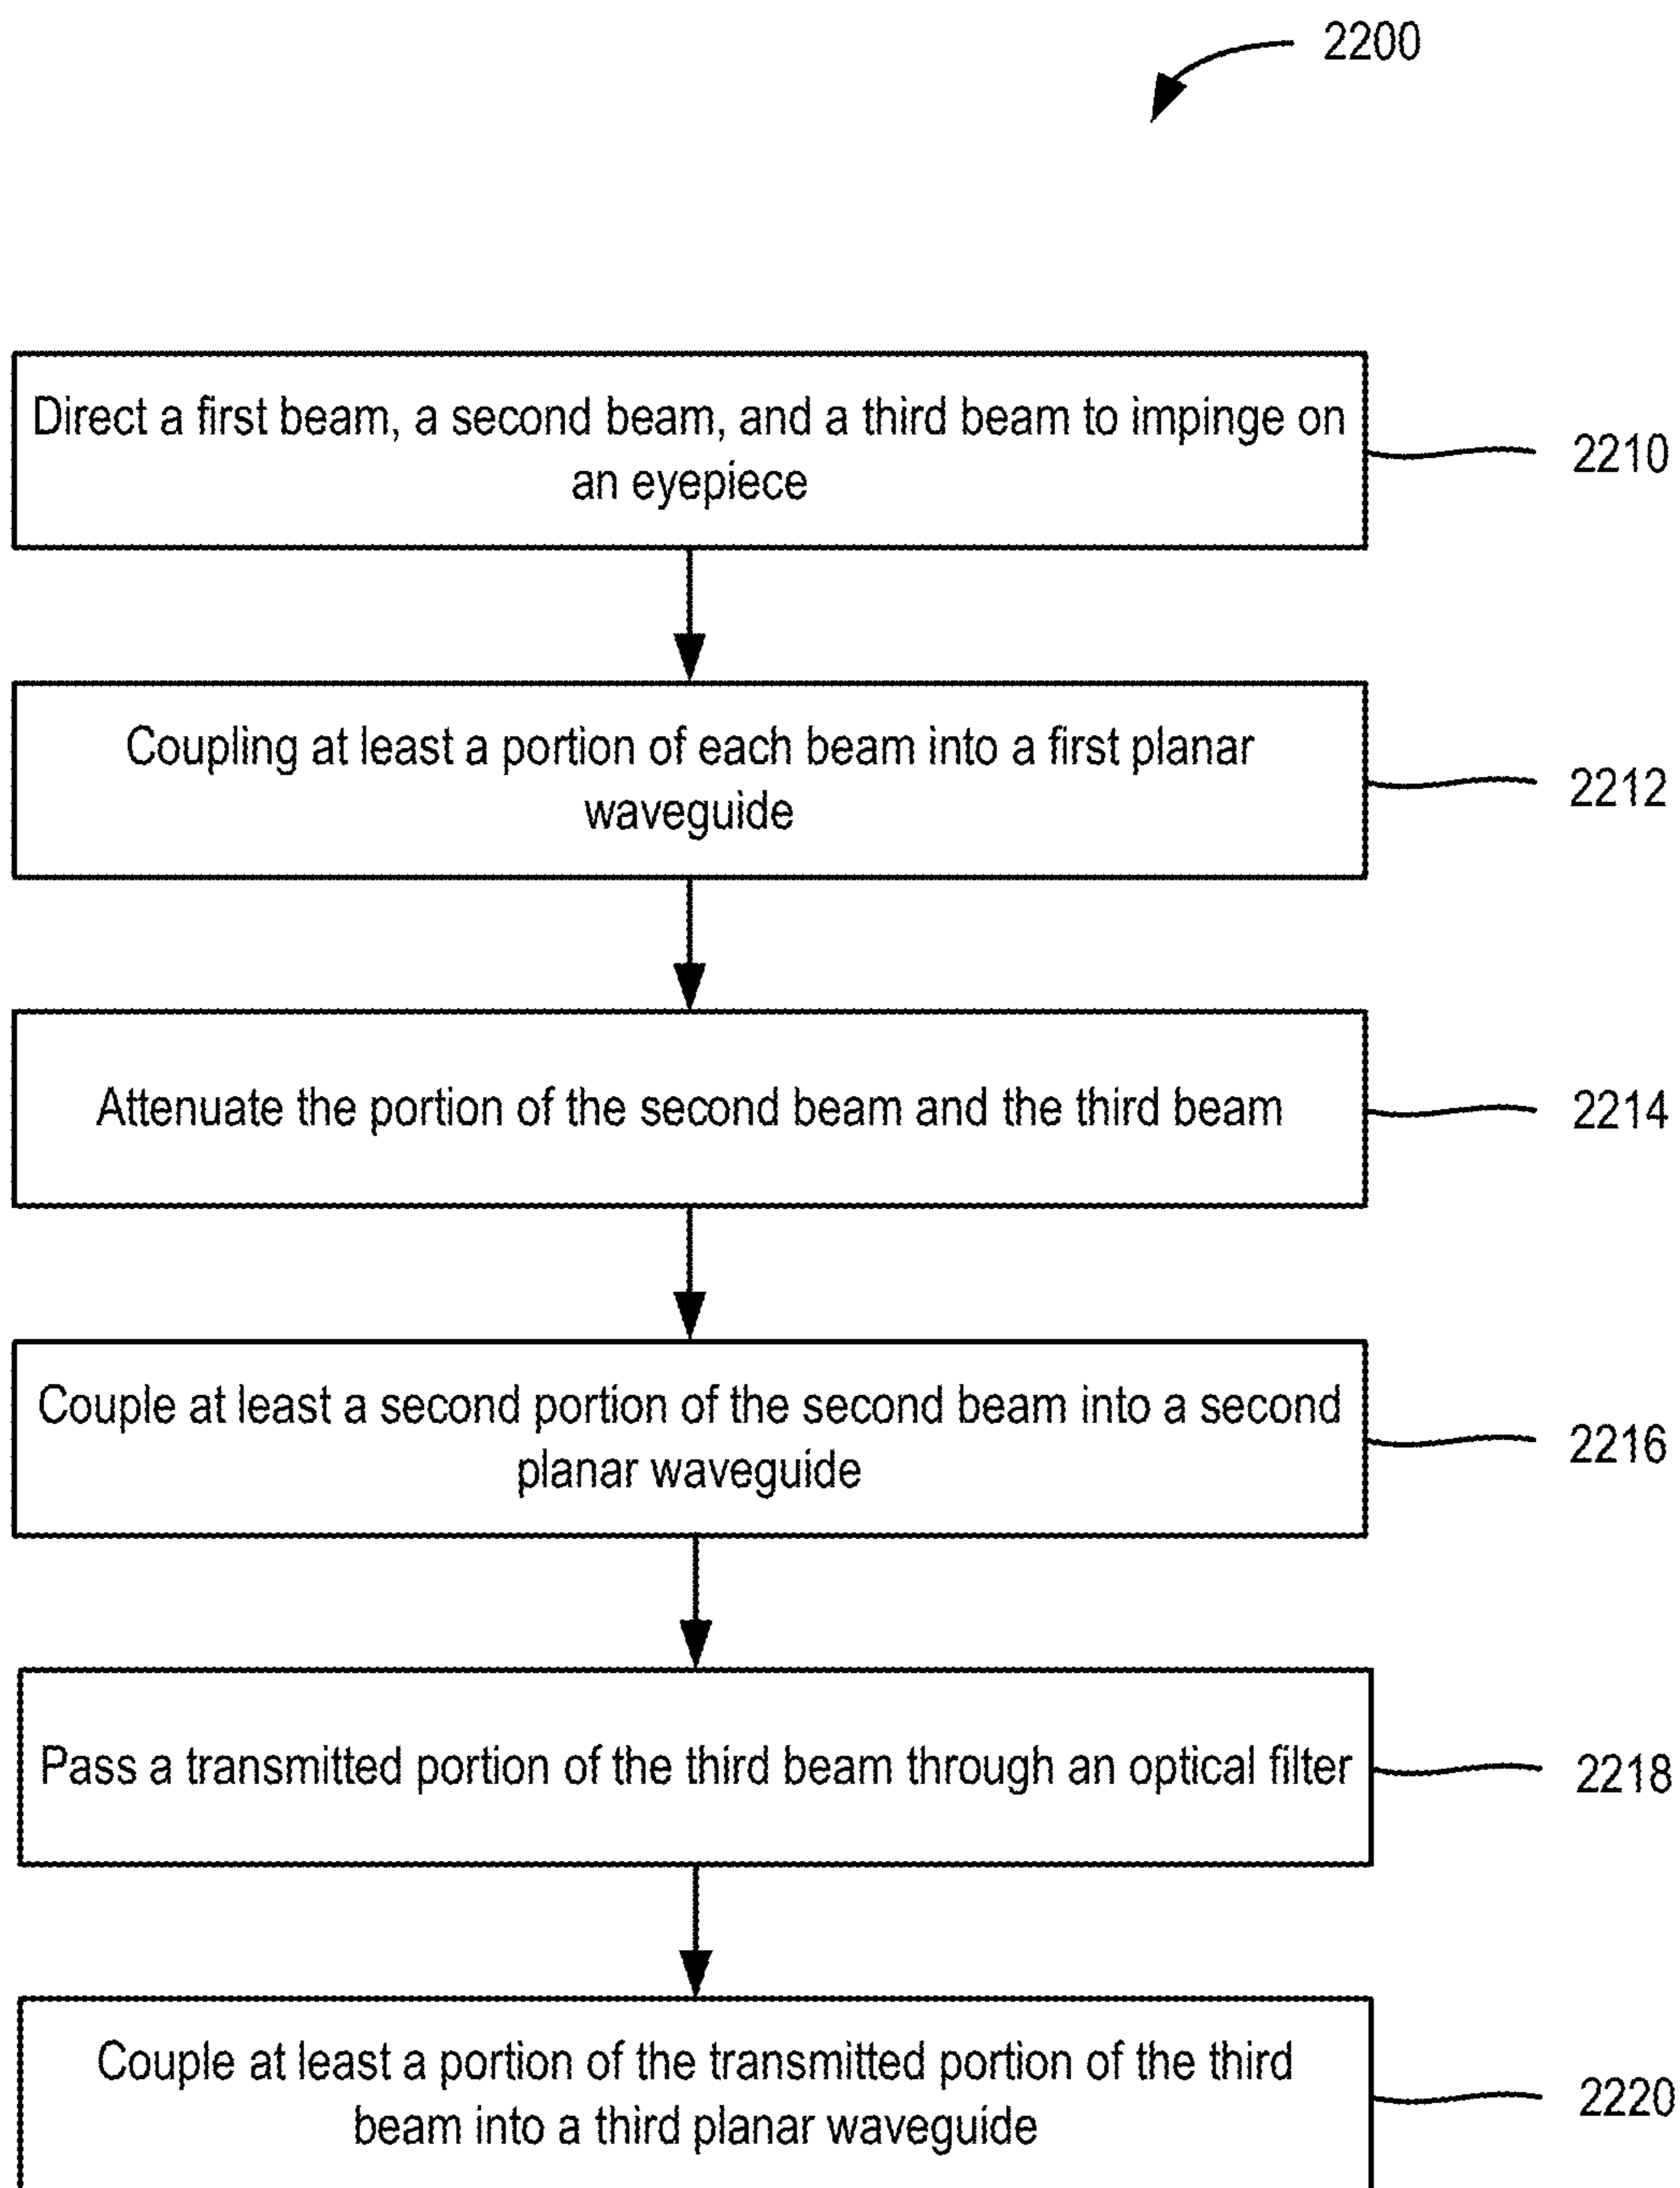 2200
Direct a first beam, a second beam, and a third beam to impinge on
an eyepiece
2210
Coupling at least a portion of each beam into a first planar
waveguide
2212
Attenuate the portion of the second beam and the third beam
2214
Couple at least a second portion of the second beam into a second
planar waveguide
2216
Pass a transmitted portion of the third beam through an optical filter
2218
Couple at least a portion of the transmitted portion of the third
beam into a third planar waveguide
2220